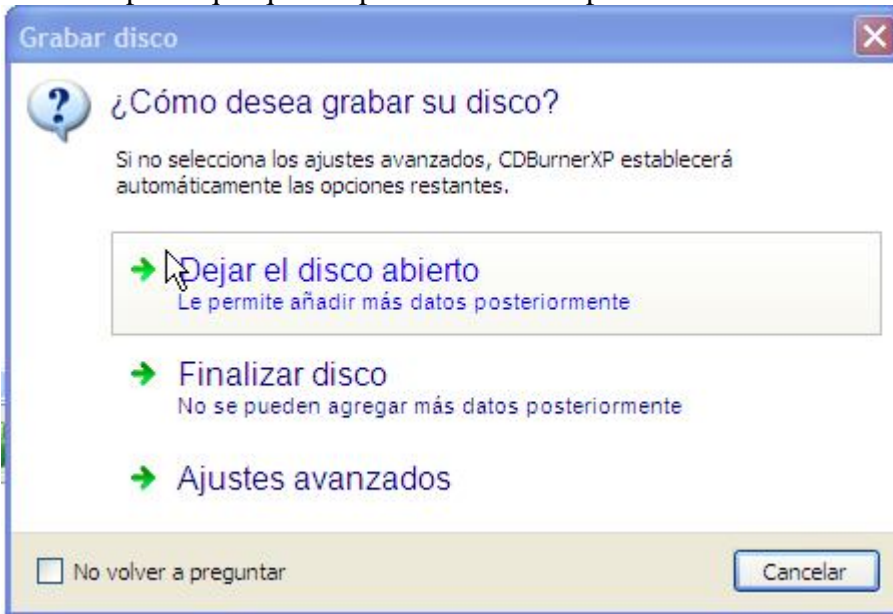 Grabar disco
¿Cómo desea grabar su disco?
Si no selecciona los ajustes avanzados, CDBurnerXP establecerá
automáticamente las opciones restantes.
Dejar el disco abierto
Le permite añadir más datos posteriormente
Finalizar disco
No se pueden agregar más datos posteriormente
Ajustes avanzados
No volver a preguntar
Cancelar